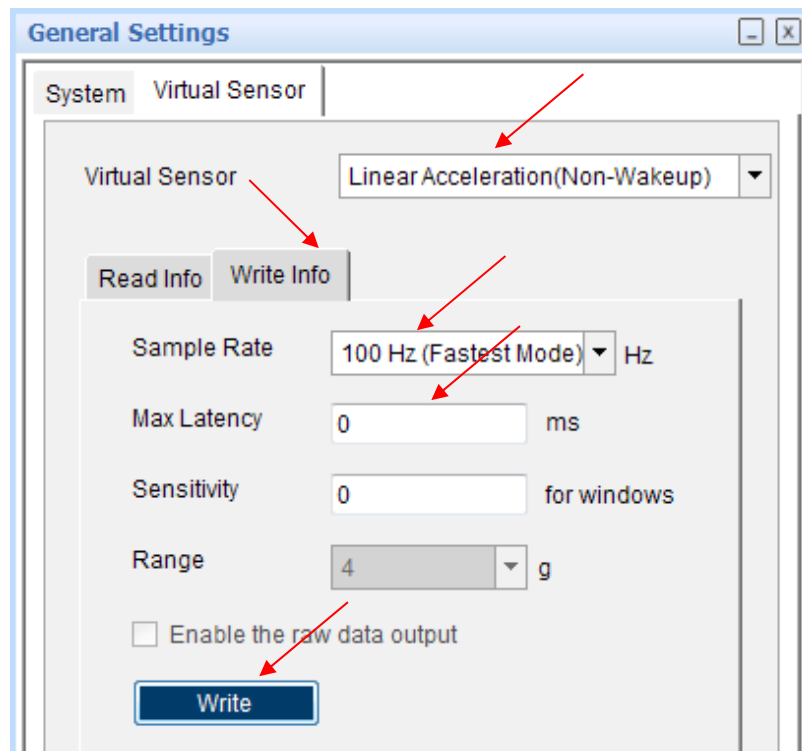 General Settings
System Virtual Sensor
Virtual Sensor Linear Acceleration(Non-Wakeup)
Read Info Write Info
Sample Rate 100 Hz (Fastest Mode) Hz
Max Latency 0 ms
Sensitivity 0 for windows
Range 4 g
Enable the raw data output
Write